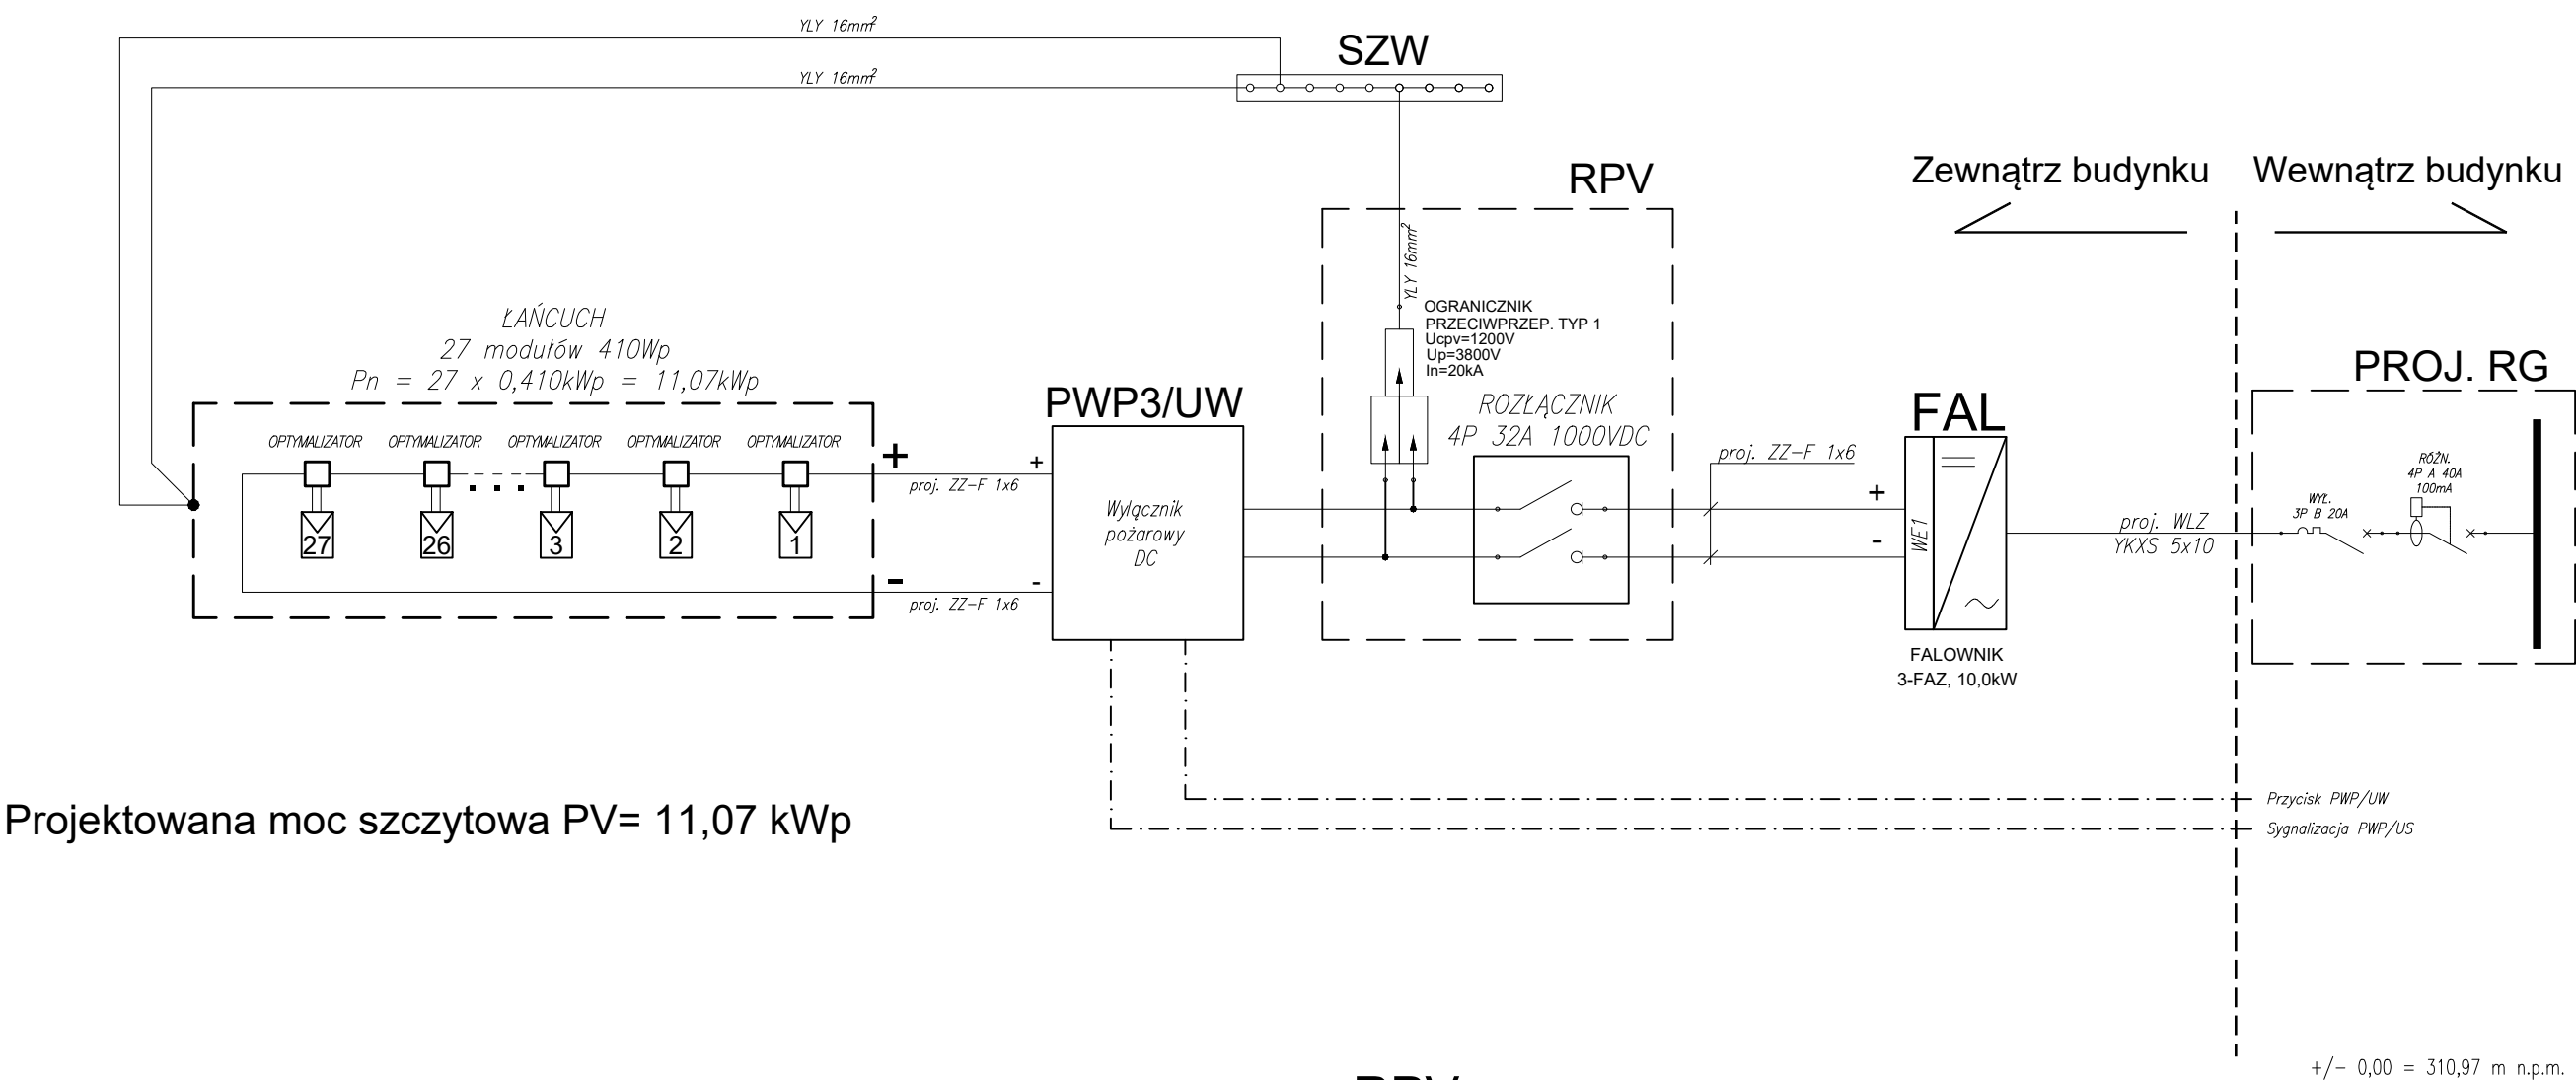 YLY 16mm²
YLY 16mm²
SZW
RPV
Zewnątrz budynku
Wewnątrz budynku
YLY 16mm²
OGRANICZNIK
PRZECIWPRZEP. TYP 1
Ucpv=1200V
Up=3800V
In=20kA
ŁAŃCUCH
27 modułów 410Wp
Pn = 27 x 0,410kWp = 11,07kWp
OPTYMALIZATOR OPTYMALIZATOR OPTYMALIZATOR OPTYMALIZATOR OPTYMALIZATOR
27 26 ... 3 2 1
+
proj. ZZ-F 1x6
+
-
proj. ZZ-F 1x6
-
PWP3/UW
Wyłącznik
pożarowy
DC
ROZŁĄCZNIK
4P 32A 1000VDC
proj. ZZ-F 1x6
+
-
FAL
WE1
FALOWNIK
3-FAZ, 10,0kW
proj. WLZ
YKXS 5x10
PROJ. RG
WYŁ.
3P B 20A
RÓŻN.
4P A 40A
100mA
Przycisk PWP/UW
Sygnalizacja PWP/US
Projektowana moc szczytowa PV= 11,07 kWp
+/- 0,00 = 310,97 m n.p.m.
RPV